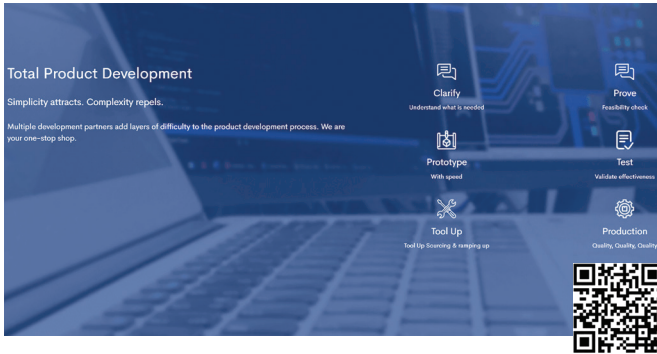 Total Product Development
Simplicity attracts. Complexity repels.
Multiple development partners add layers of difficulty to the product development process. We are
your one-stop shop.
Clarify
Understand what is needed
Prove
Feasibility check
Prototype
With speed
Test
Validate effectiveness
Tool Up
Tool Up Sourcing & ramping up
Production
Quality, Quality, Quality